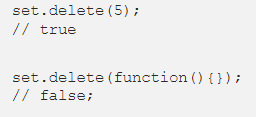 set.delete(5);
// true
set.delete(function(){});
// false;